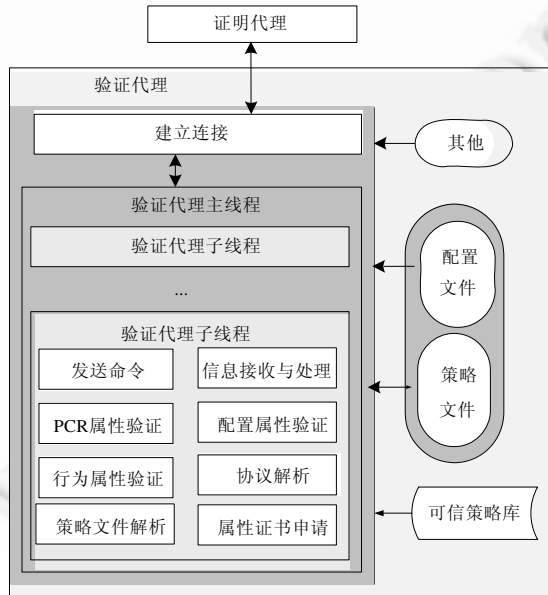 证明代理
验证代理
建立连接
其他
验证代理主线程
验证代理子线程
配置
文件
...
验证代理子线程
发送命令
信息接收与处理
策略
文件
PCR属性验证
配置属性验证
行为属性验证
协议解析
策略文件解析
属性证书申请
可信策略库